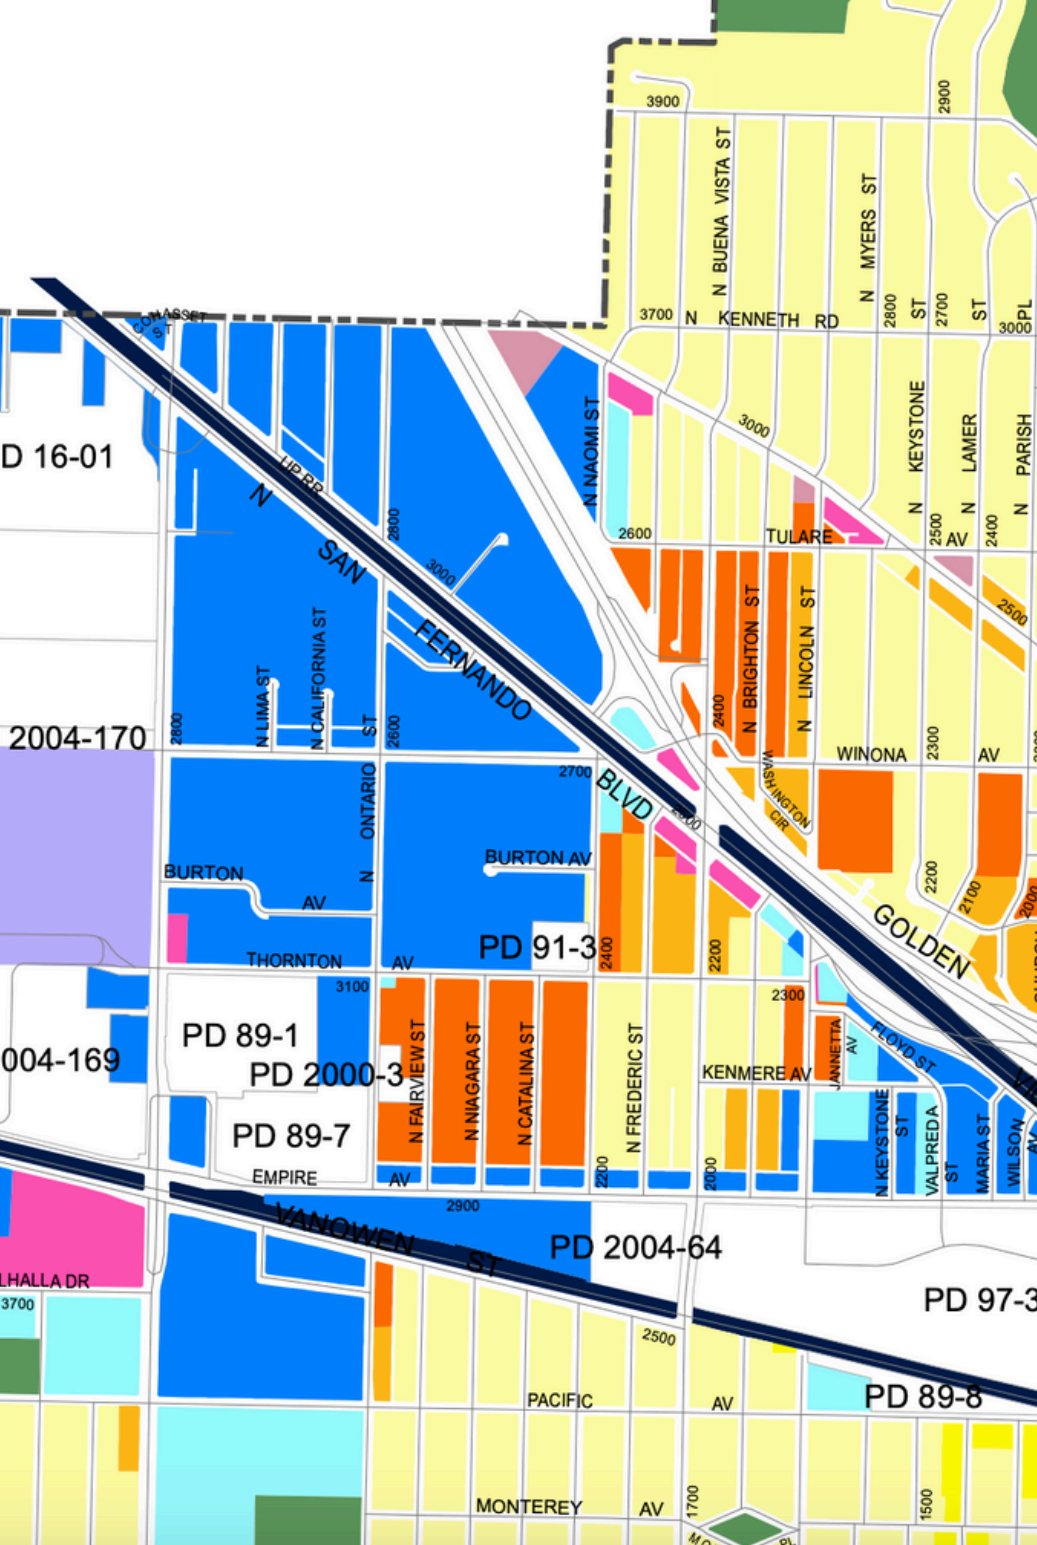 3900
2900
N BUENA VISTA ST
N MYERS ST
3700
N KENNETH RD
2800
ST
2700
ST
3000
PL
COHASSET
ST
D 16-01
N NAOMI ST
3000
N KEYSTONE
N LAMER
N PARISH
UP RR
N
SAN
FERNANDO
BLVD
2800
3000
2600
TULARE
AV
2500
2400
2500
N LIMA ST
N CALIFORNIA ST
N BRIGHTON ST
N LINCOLN ST
2400
2004-170
2800
ST
2600
2700
WINONA
2300
AV
WASHINGTON
CIR
N ONTARIO
BURTON
AV
BURTON AV
2200
2100
2000
GOLDEN
PD 91-3
2400
2200
THORNTON
AV
3100
2300
PD 89-1
004-169
PD 2000-3
PD 89-7
N FAIRVIEW ST
N NIAGARA ST
N CATALINA ST
N FREDERIC ST
KENMERE AV
JANNETTA
AV
FLOYD ST
N KEYSTONE
ST
VALPREDA
ST
MARIA ST
WILSON
AV
EMPIRE
AV
2200
2000
2900
VANOWEN
ST
PD 2004-64
LHALLA DR
3700
PD 97-3
2500
PACIFIC
AV
PD 89-8
MONTEREY
AV
1700
1500